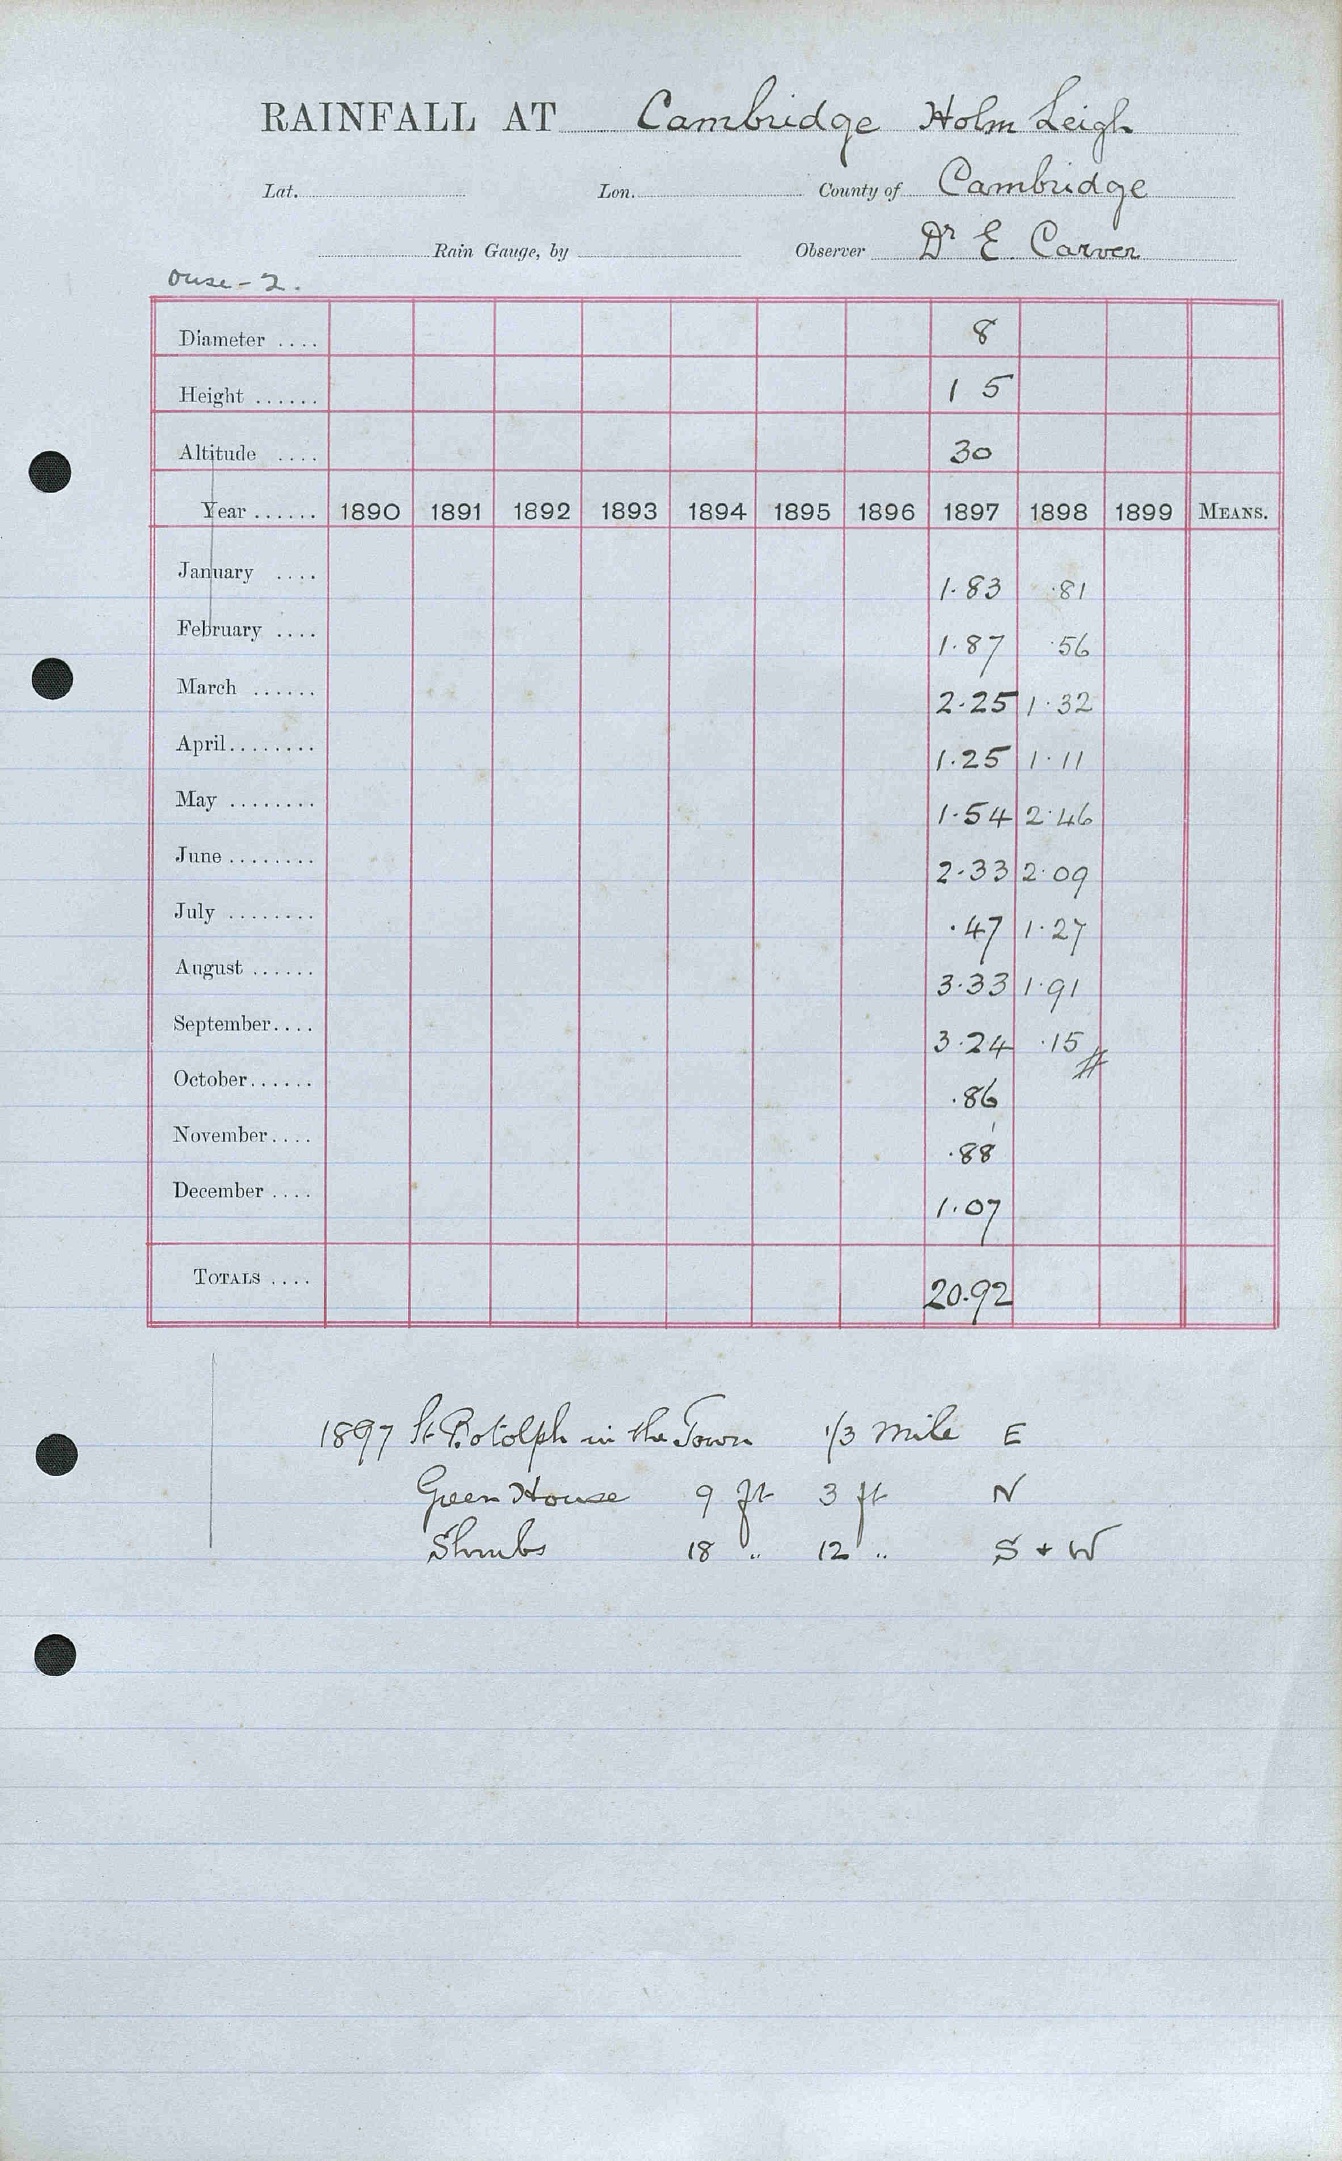 RAINFALL AT Cambridge Holm Leigh
Lat. Lon. County of Cambridge
Rain Gauge, by Observer Dr E Carver
Ouse - 2.
Diameter .... 8
Height ...... 1 5
Altitude .... 30
Year ...... 1890 1891 1892 1893 1894 1895 1896 1897 1898 1899 MEANS.
January .... 1.83 .81
February .... 1.87 .56
March ...... 2.25 1.32
April ........ 1.25 1.11
May ........ 1.54 2.46
June ........ 2.33 2.09
July ........ .47 1.27
August ...... 3.33 1.91
September .... 3.24 .15
October ...... .86
November .... .88
December .... 1.07
TOTALS .... 20.92
1897 St Botolph in the Town 1/3 mile E
Green House 9 ft 3 ft N
Shrubs 18 " 12 " S + W